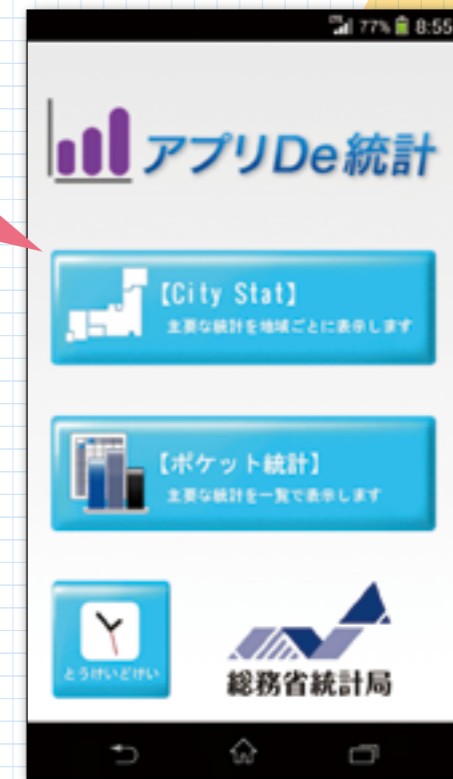 77% 8:55
アプリDe統計
【City Stat】
主要な統計を地域ごとに表示します
【ポケット統計】
主要な統計を一覧で表示します
とうけいどけい
総務省統計局